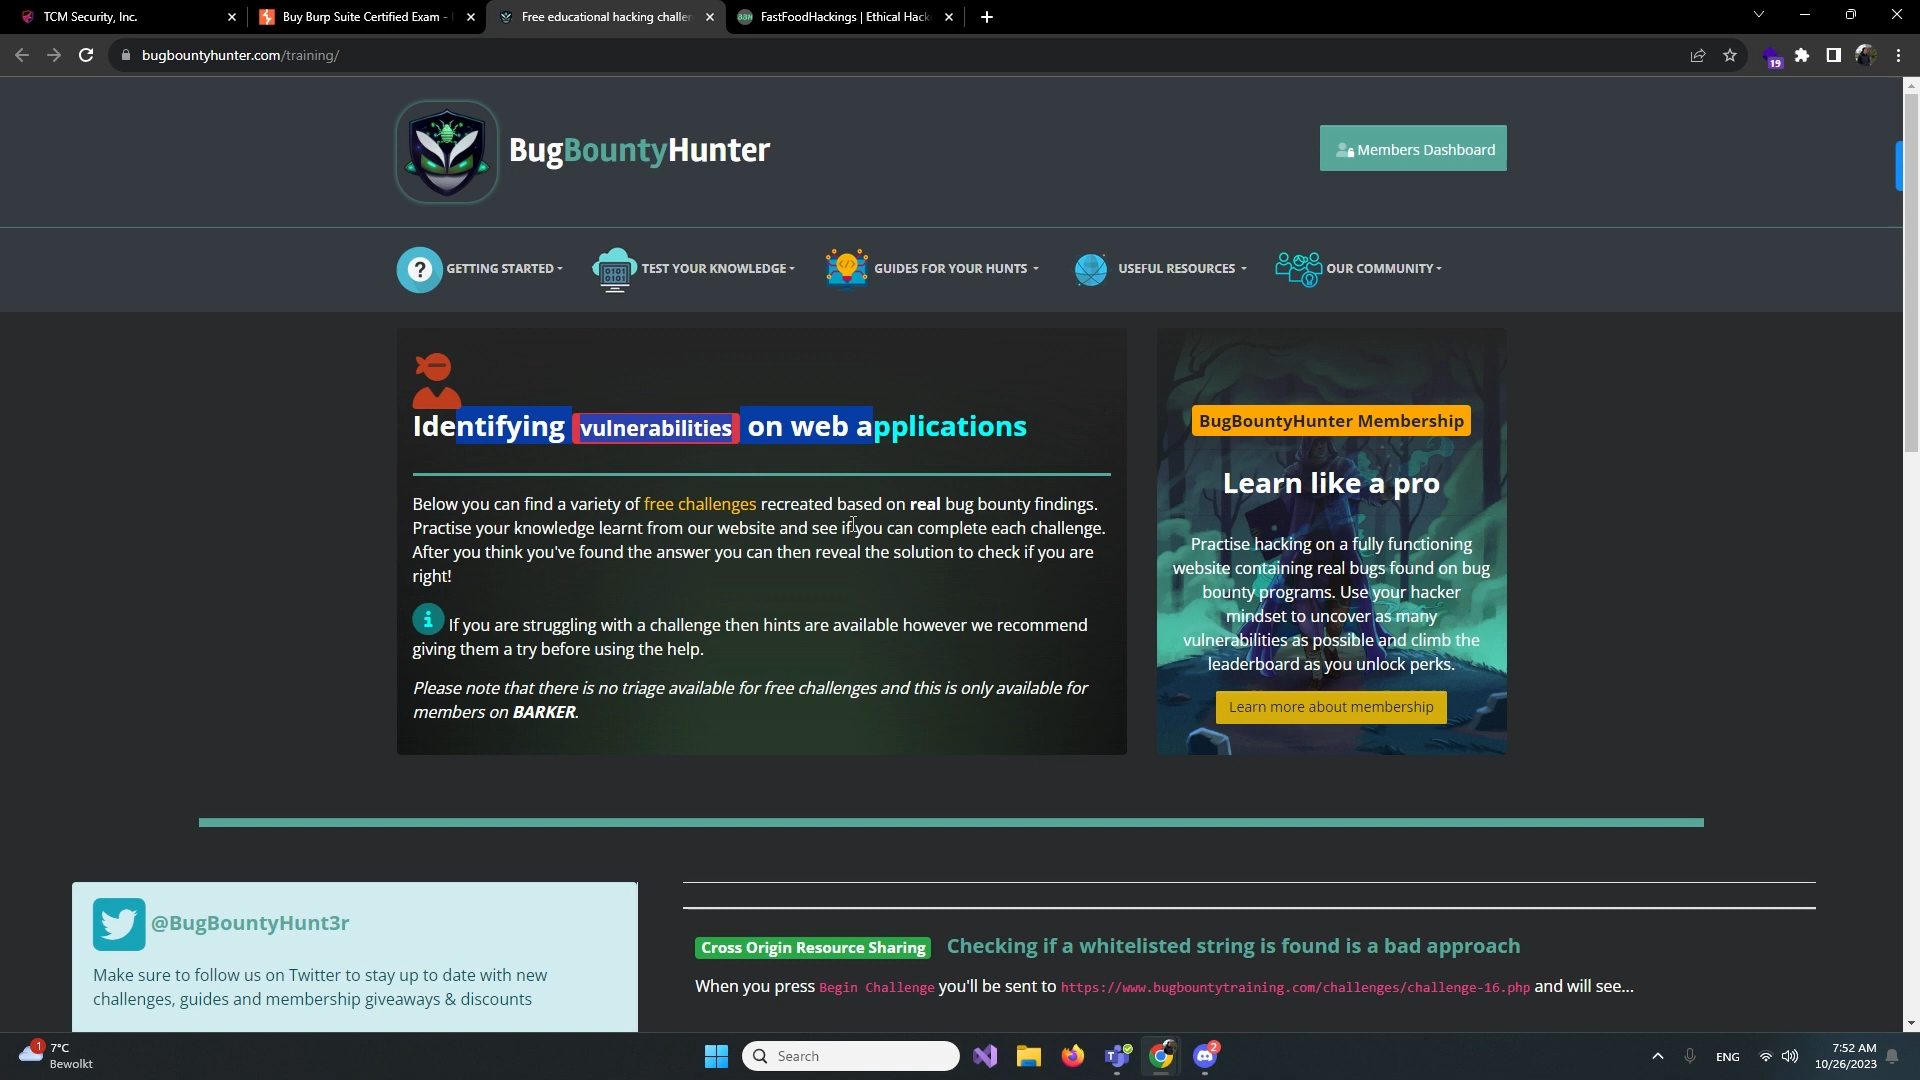 TCM Security, Inc.
Buy Burp Suite Certified Exam -
Free educational hacking challen
FastFoodHackings | Ethical Hack
bugbountyhunter.com/training/
19
BugBountyHunter
Members Dashboard
GETTING STARTED
TEST YOUR KNOWLEDGE
GUIDES FOR YOUR HUNTS
USEFUL RESOURCES
OUR COMMUNITY
Identifying vulnerabilities on web applications
Below you can find a variety of free challenges recreated based on real bug bounty findings.
Practise your knowledge learnt from our website and see if you can complete each challenge.
After you think you've found the answer you can then reveal the solution to check if you are
right!
If you are struggling with a challenge then hints are available however we recommend
giving them a try before using the help.
Please note that there is no triage available for free challenges and this is only available for
members on BARKER.
BugBountyHunter Membership
Learn like a pro
Practise hacking on a fully functioning
website containing real bugs found on bug
bounty programs. Use your hacker
mindset to uncover as many
vulnerabilities as possible and climb the
leaderboard as you unlock perks.
Learn more about membership
@BugBountyHunt3r
Make sure to follow us on Twitter to stay up to date with new
challenges, guides and membership giveaways & discounts
Cross Origin Resource Sharing Checking if a whitelisted string is found is a bad approach
When you press Begin Challenge you'll be sent to https://www.bugbountytraining.com/challenges/challenge-16.php and will see...
1
7°C
Bewolkt
Search
2
ENG
7:52 AM
10/26/2023